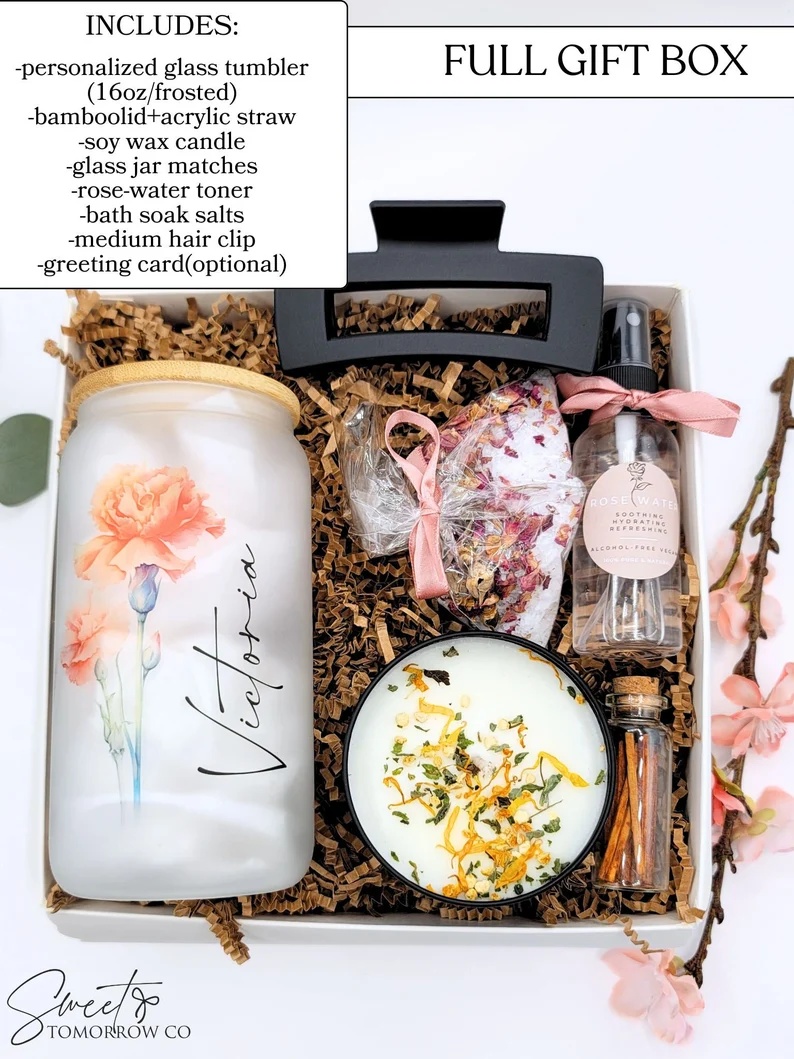 INCLUDES:
-personalized glass tumbler
(16oz/frosted)
-bamboolid+acrylic straw
-soy wax candle
-glass jar matches
-rose-water toner
-bath soak salts
-medium hair clip
-greeting card(optional)
FULL GIFT BOX
Victoria
ROSE WATER
SOOTHING
HYDRATING
REFRESHING
ALCOHOL-FREE VEGAN
Sweet
TOMORROW CO